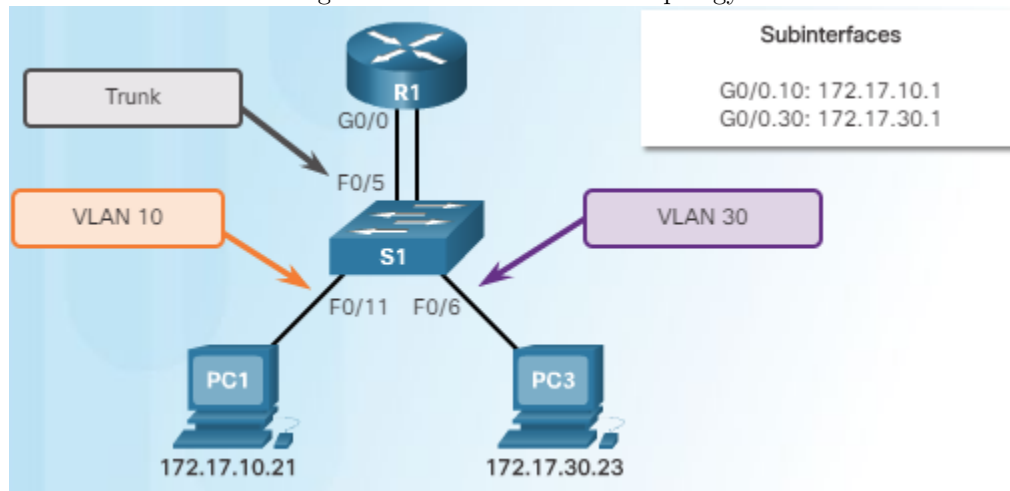 Subinterfaces
G0/0.10: 172.17.10.1
G0/0.30: 172.17.30.1
R1
Trunk
G0/0
F0/5
VLAN 10
VLAN 30
S1
F0/11 F0/6
PC1
PC3
172.17.10.21
172.17.30.23